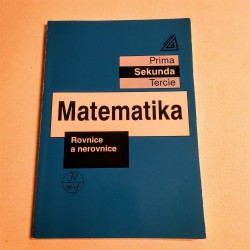 Prima
Sekunda
Tercie
Matematika
Rovnice
a nerovnice